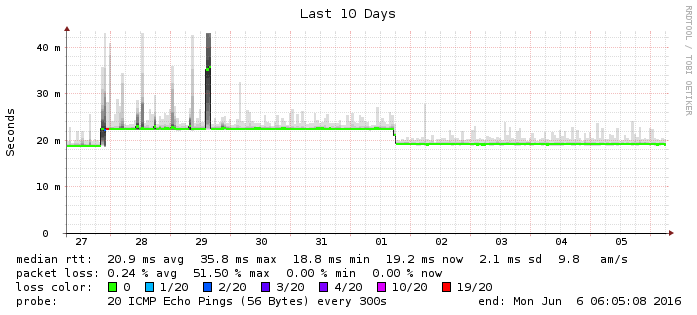 Last 10 Days
RRDTOOL / TOBI OETIKER
Seconds
40 m
30 m
20 m
10 m
0
27 28 29 30 31 01 02 03 04 05
median rtt: 20.9 ms avg 35.8 ms max 18.8 ms min 19.2 ms now 2.1 ms sd 9.8 am/s
packet loss: 0.24 % avg 51.50 % max 0.00 % min 0.00 % now
loss color: 0 1/20 2/20 3/20 4/20 10/20 19/20
probe: 20 ICMP Echo Pings (56 Bytes) every 300s end: Mon Jun 6 06:05:08 2016